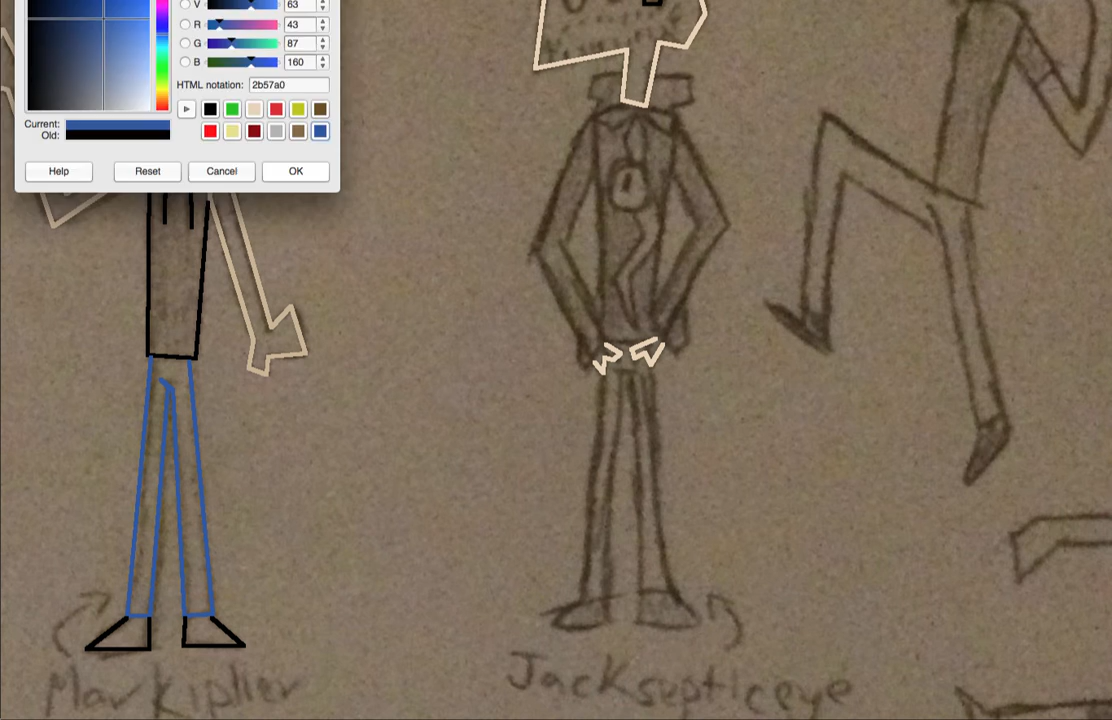 V 63
R 43
G 87
B 160
HTML notation: 2b57a0
Current:
Old:
Help Reset Cancel OK
Markiplier Jacksepticeye